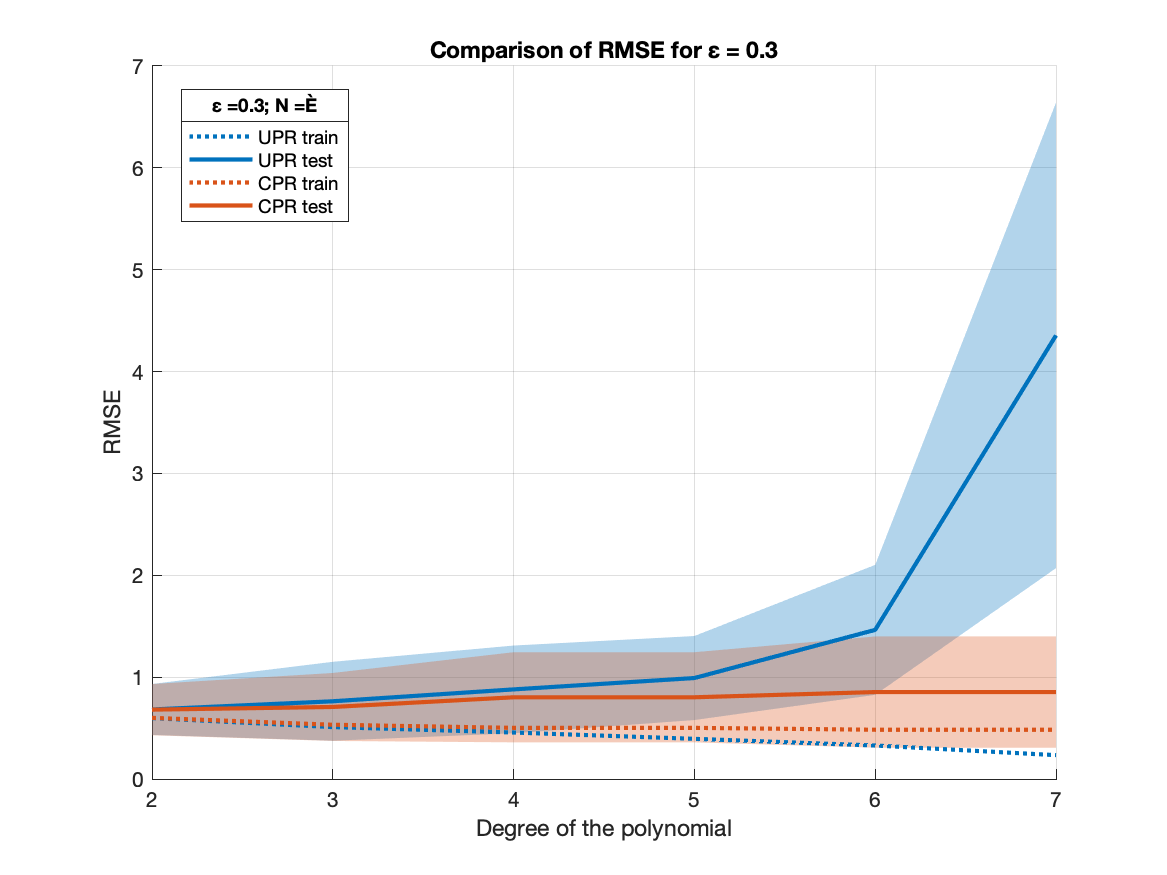 Comparison of RMSE for ε = 0.3
ε =0.3; N =È
UPR train
UPR test
CPR train
CPR test
RMSE
7
6
5
4
3
2
1
0
2 3 4 5 6 7
Degree of the polynomial